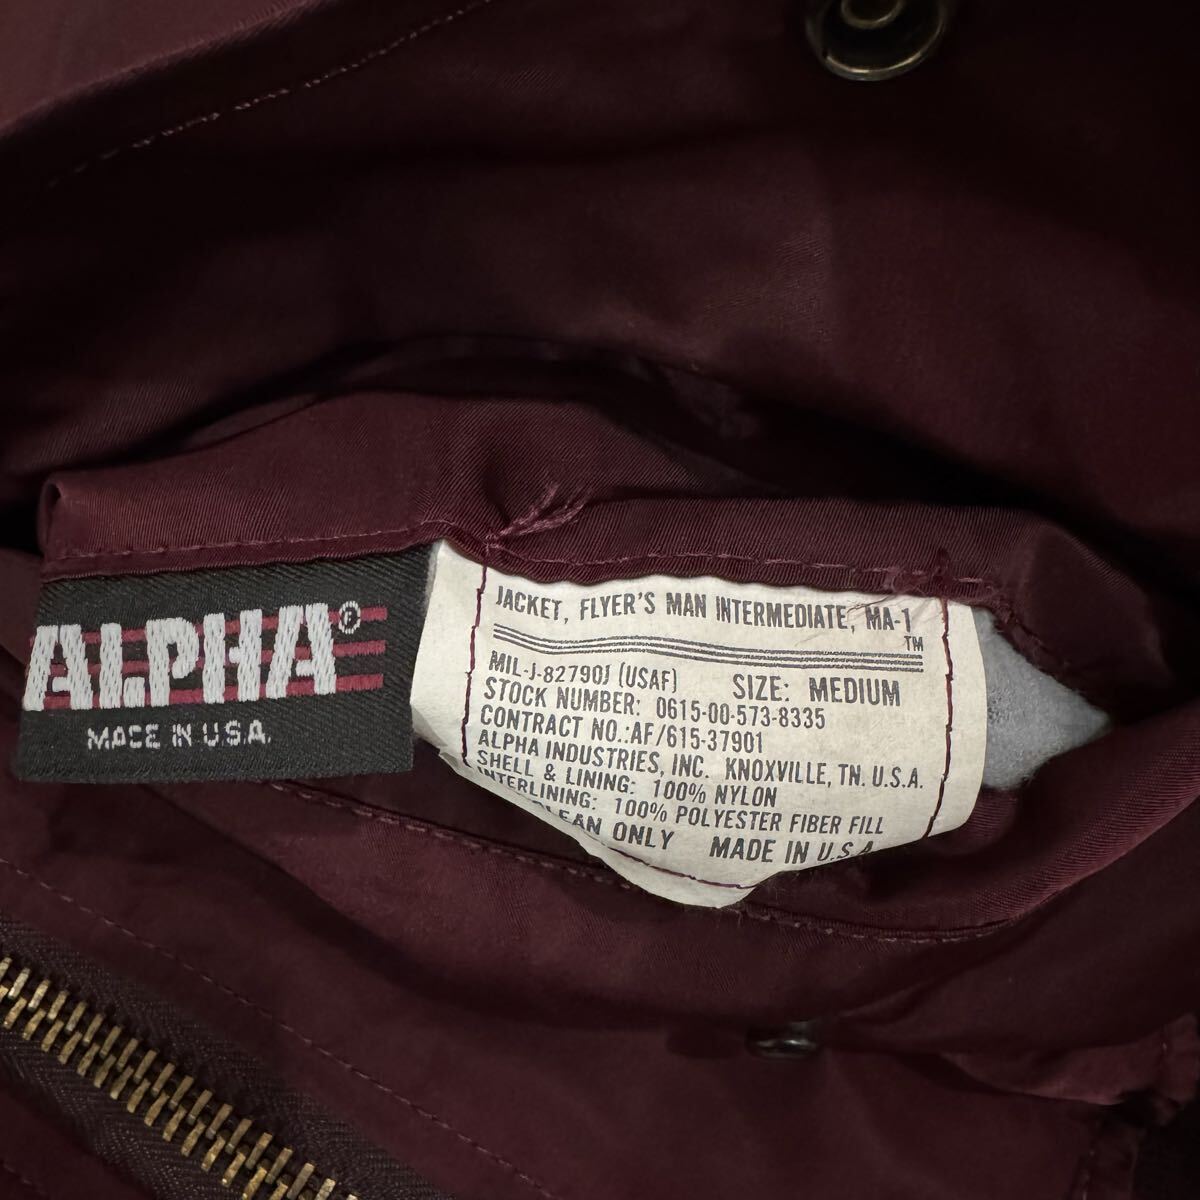 ALPHA®
MADE IN U.S.A.
JACKET, FLYER'S MAN INTERMEDIATE, MA-1
TM
MIL-J-82790J (USAF) SIZE: MEDIUM
STOCK NUMBER: 0615-00-573-8335
CONTRACT NO.:AF/615-37901
ALPHA INDUSTRIES, INC. KNOXVILLE, TN. U.S.A.
SHELL & LINING: 100% NYLON
INTERLINING: 100% POLYESTER FIBER FILL
ONLY MADE IN U.S.A.